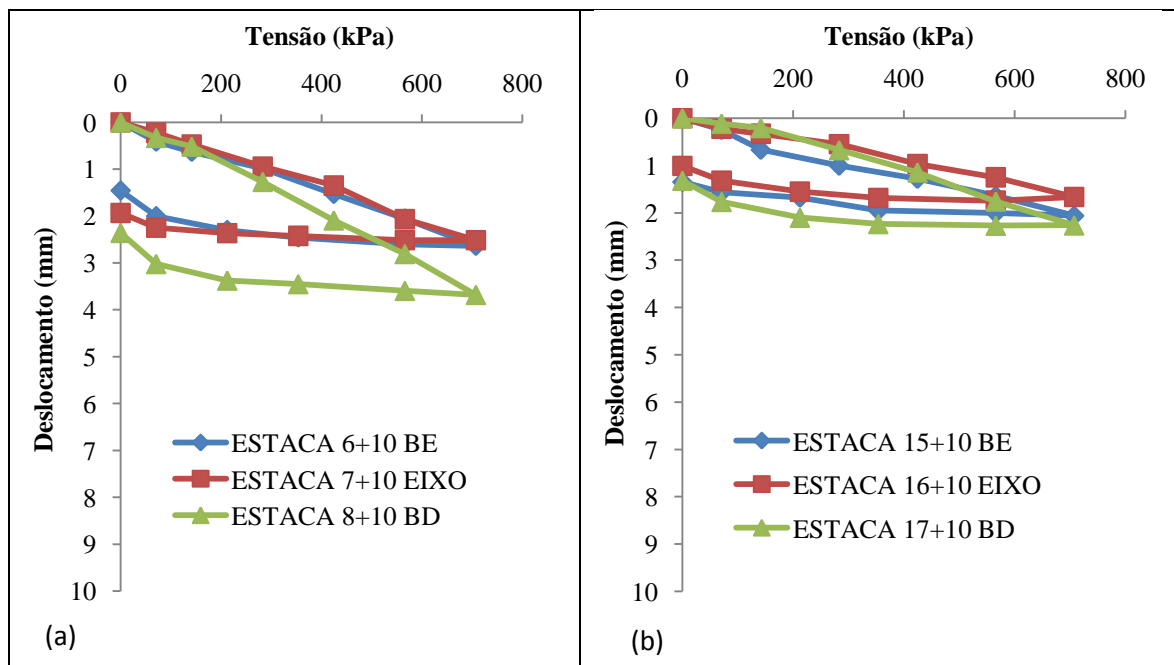 Tensão (kPa)
0 200 400 600 800
0
1
2
3
4
5
6
7
8
9
10
Deslocamento (mm)
ESTACA 6+10 BE
ESTACA 7+10 EIXO
ESTACA 8+10 BD
(a)
Tensão (kPa)
0 200 400 600 800
0
1
2
3
4
5
6
7
8
9
10
Deslocamento (mm)
ESTACA 15+10 BE
ESTACA 16+10 EIXO
ESTACA 17+10 BD
(b)